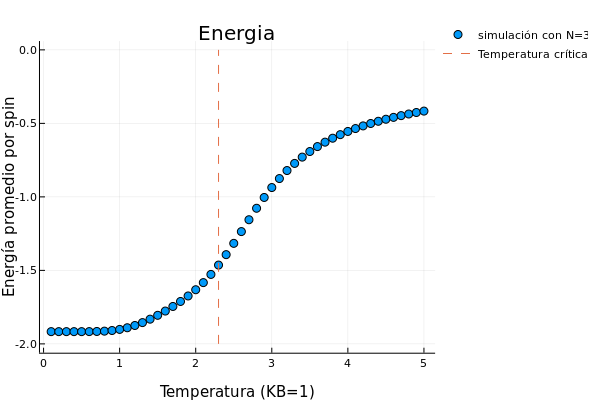 Energia
simulación con N=3
Temperatura crítica
Energía promedio por spin
0.0
-0.5
-1.0
-1.5
-2.0
0 1 2 3 4 5
Temperatura (KB=1)